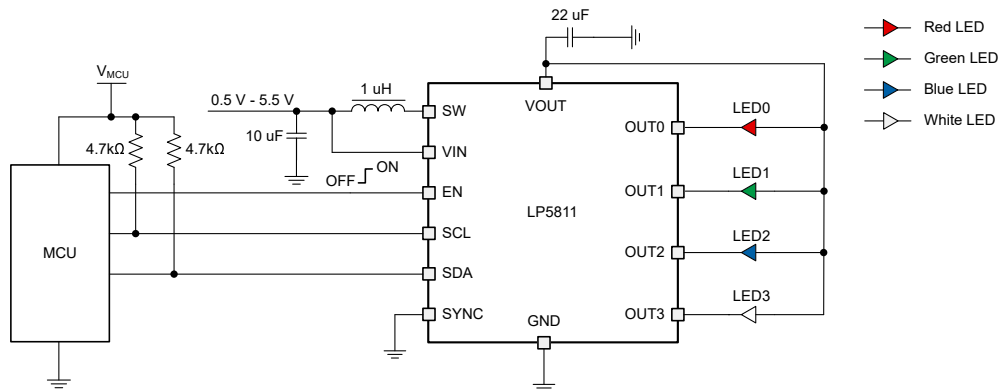 22 uF
Red LED
Green LED
Blue LED
White LED
VMCU
4.7kΩ
4.7kΩ
0.5 V - 5.5 V
1 uH
10 uF
OFF
ON
MCU
SW
VIN
EN
SCL
SDA
SYNC
VOUT
LP5811
GND
OUT0
OUT1
OUT2
OUT3
LED0
LED1
LED2
LED3